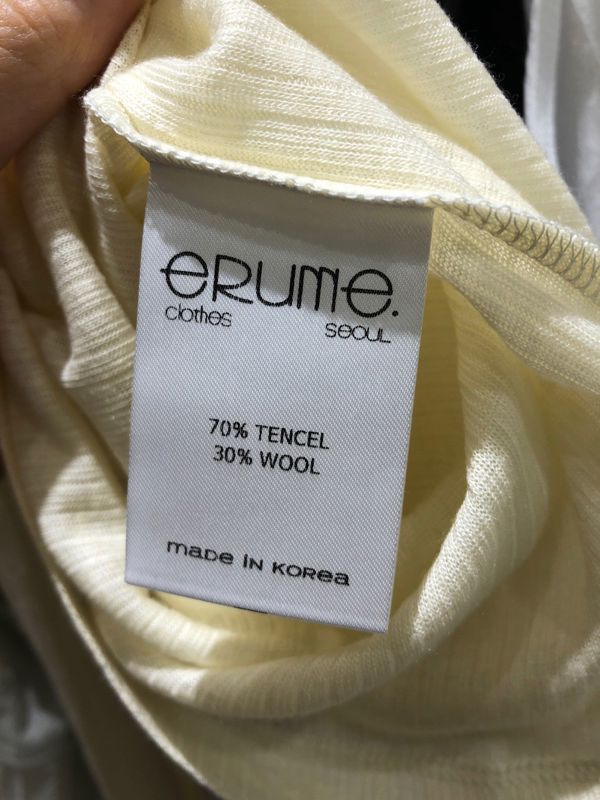 eRUMe.
clothes seoul
70% TENCEL
30% WOOL
made in Korea